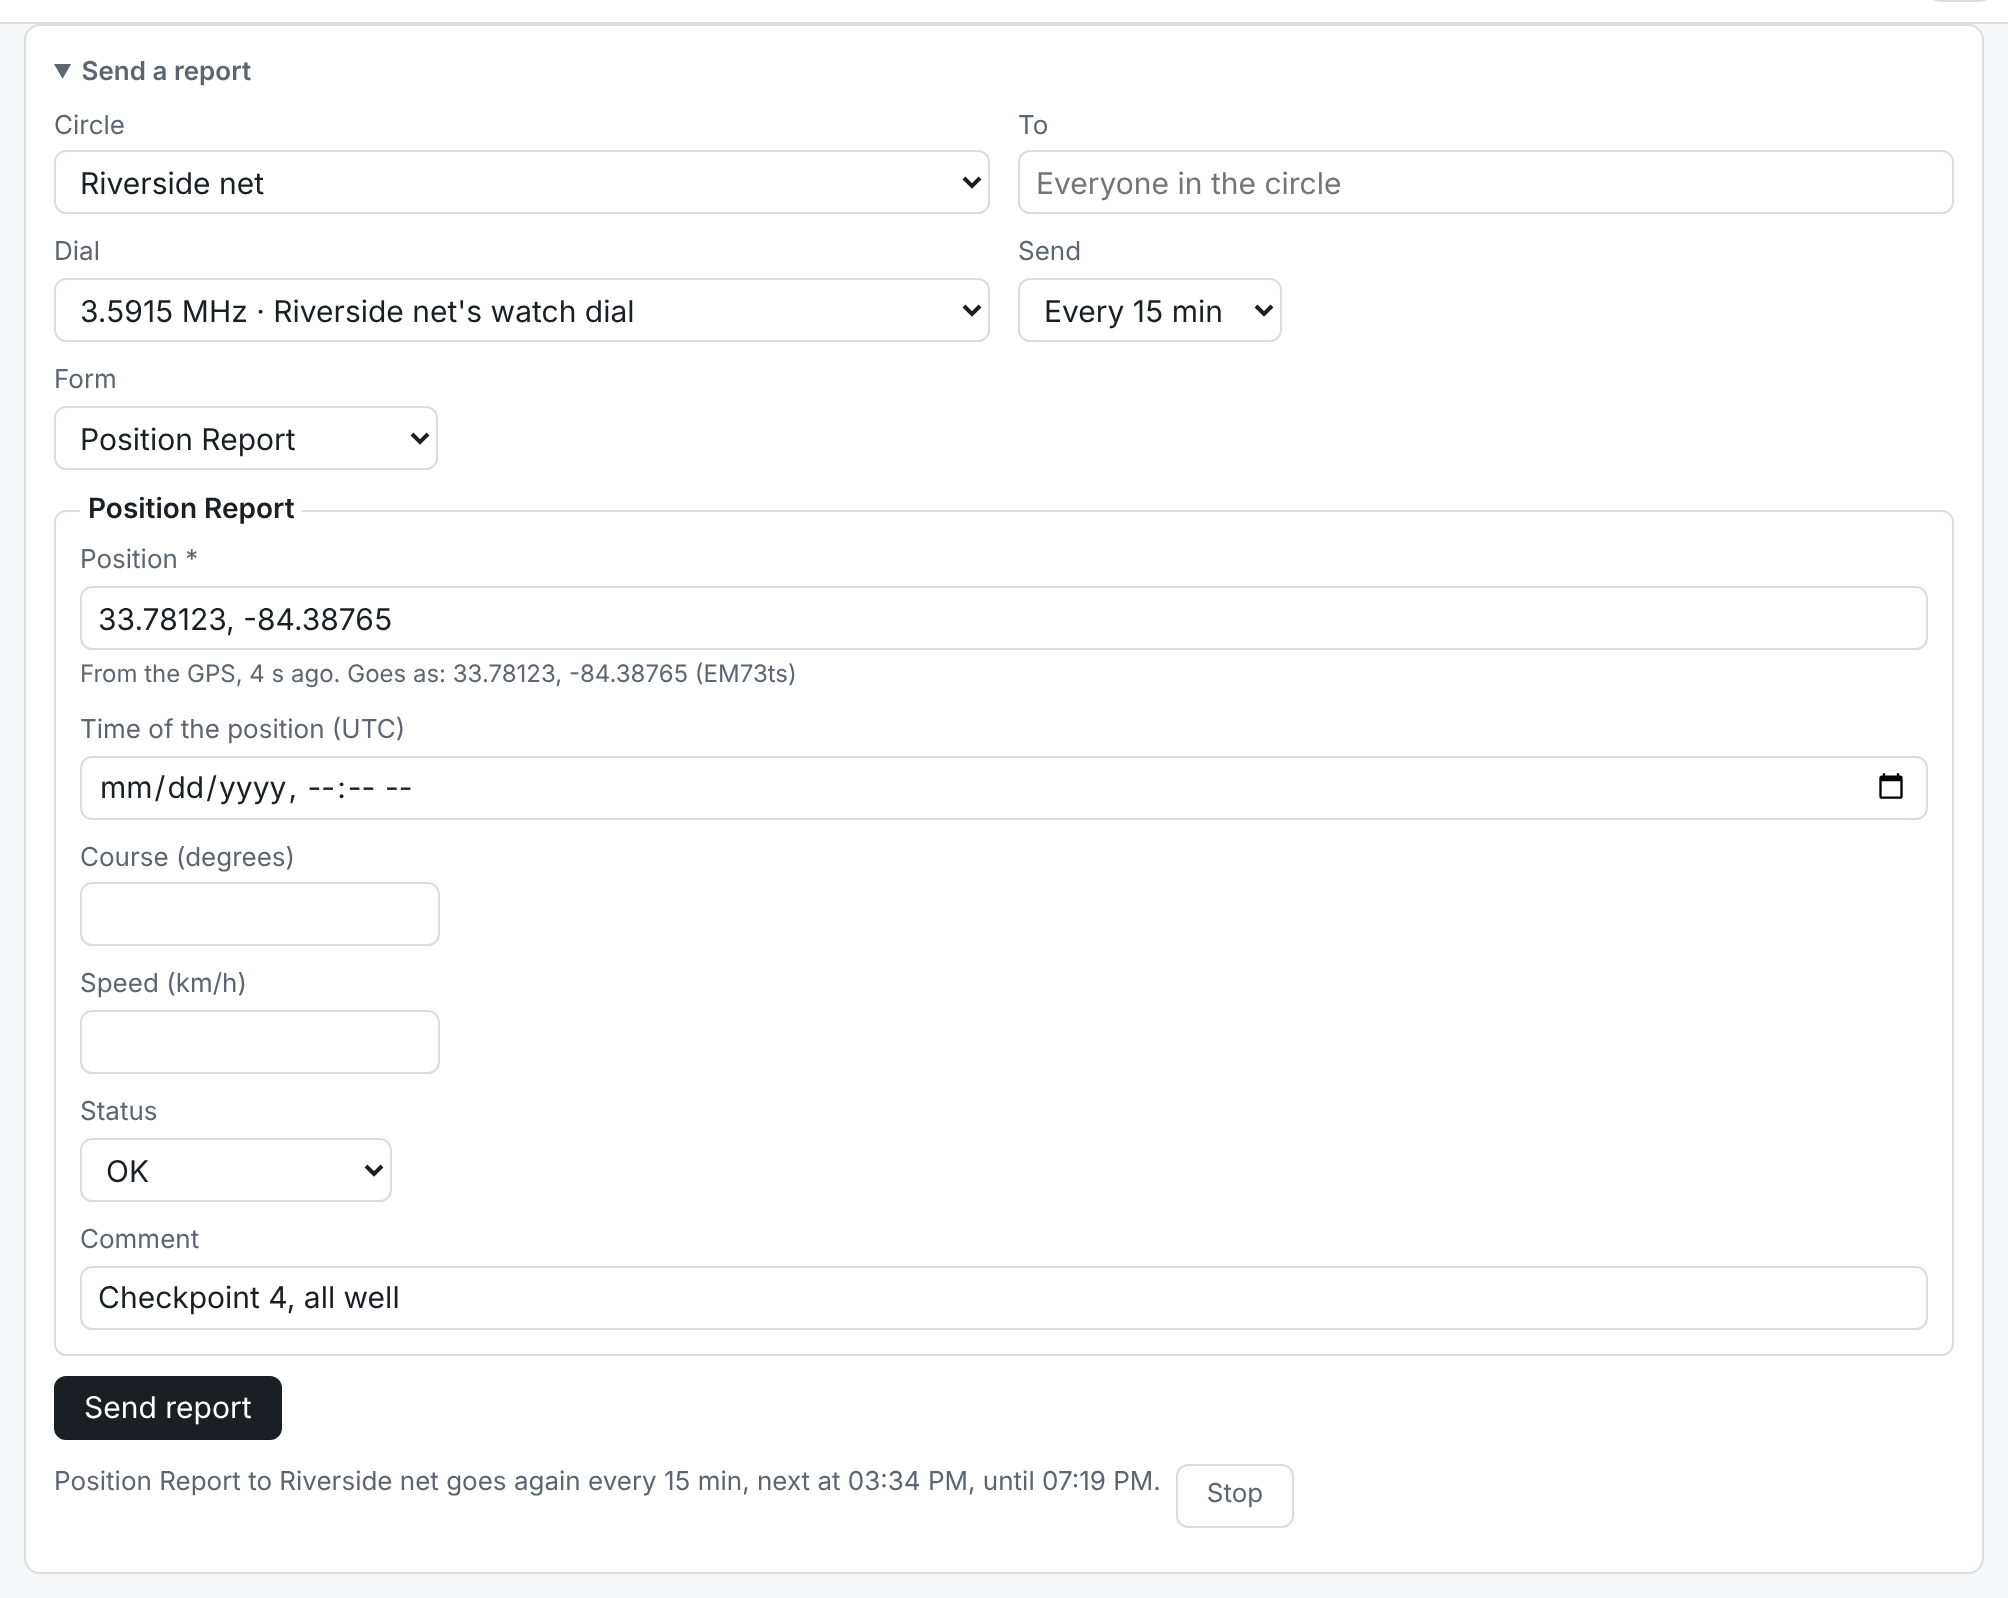 ▼ Send a report
Circle
Riverside net
To
Everyone in the circle
Dial
3.5915 MHz · Riverside net's watch dial
Send
Every 15 min
Form
Position Report
Position Report
Position *
33.78123, -84.38765
From the GPS, 4 s ago. Goes as: 33.78123, -84.38765 (EM73ts)
Time of the position (UTC)
mm/dd/yyyy, --:-- --
Course (degrees)
Speed (km/h)
Status
OK
Comment
Checkpoint 4, all well
Send report
Position Report to Riverside net goes again every 15 min, next at 03:34 PM, until 07:19 PM.
Stop